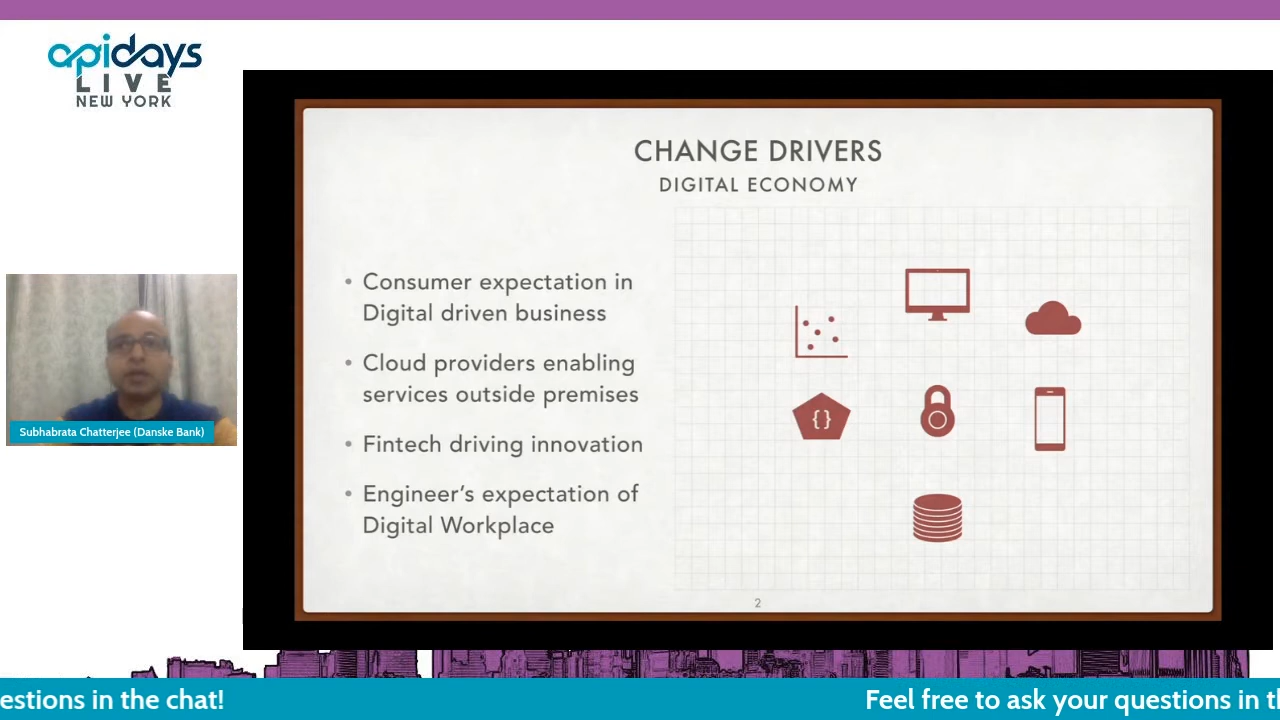 apidays
LIVE
NEW YORK
CHANGE DRIVERS
DIGITAL ECONOMY
• Consumer expectation in
Digital driven business
• Cloud providers enabling
services outside premises
• Fintech driving innovation
• Engineer's expectation of
Digital Workplace
{}
2
Subhabrata Chatterjee (Danske Bank)
estions in the chat!
Feel free to ask your questions in th